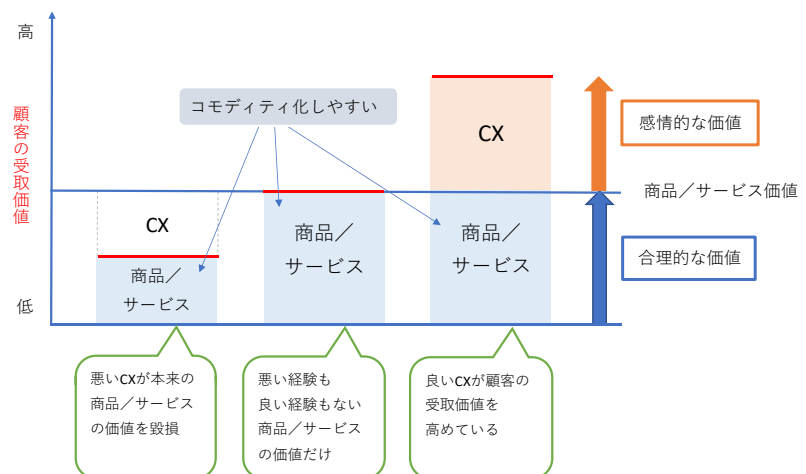 高
顧客の受取価値
低
コモディティ化しやすい
CX
商品／
サービス
商品／
サービス
CX
商品／
サービス
感情的な価値
商品／サービス価値
合理的な価値
悪いCXが本来の
商品／サービス
の価値を毀損
悪い経験も
良い経験もない
商品／サービス
の価値だけ
良いCXが顧客の
受取価値を
高めている